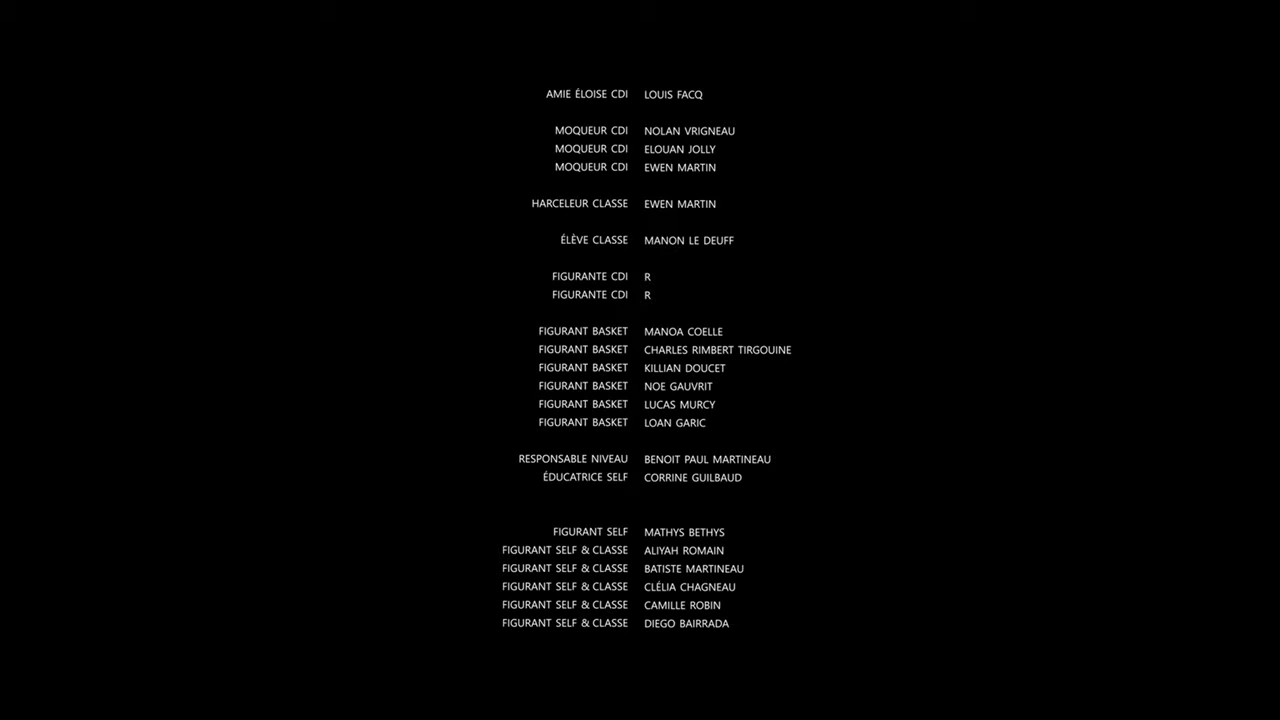 AMIE ÉLOISE CDI LOUIS FACQ
MOQUEUR CDI NOLAN VRIGNEAU
MOQUEUR CDI ELOUAN JOLLY
MOQUEUR CDI EWEN MARTIN
HARCELEUR CLASSE EWEN MARTIN
ÉLÈVE CLASSE MANON LE DEUFF
FIGURANTE CDI R
FIGURANTE CDI R
FIGURANT BASKET MANOA COELLE
FIGURANT BASKET CHARLES RIMBERT TIRGOUINE
FIGURANT BASKET KILLIAN DOUCET
FIGURANT BASKET NOE GAUVRIT
FIGURANT BASKET LUCAS MURCY
FIGURANT BASKET LOAN GARIC
RESPONSABLE NIVEAU BENOIT PAUL MARTINEAU
ÉDUCATRICE SELF CORRINE GUILBAUD
FIGURANT SELF MATHYS BETHYS
FIGURANT SELF & CLASSE ALIYAH ROMAIN
FIGURANT SELF & CLASSE BATISTE MARTINEAU
FIGURANT SELF & CLASSE CLÉLIA CHAGNEAU
FIGURANT SELF & CLASSE CAMILLE ROBIN
FIGURANT SELF & CLASSE DIEGO BAIRRADA